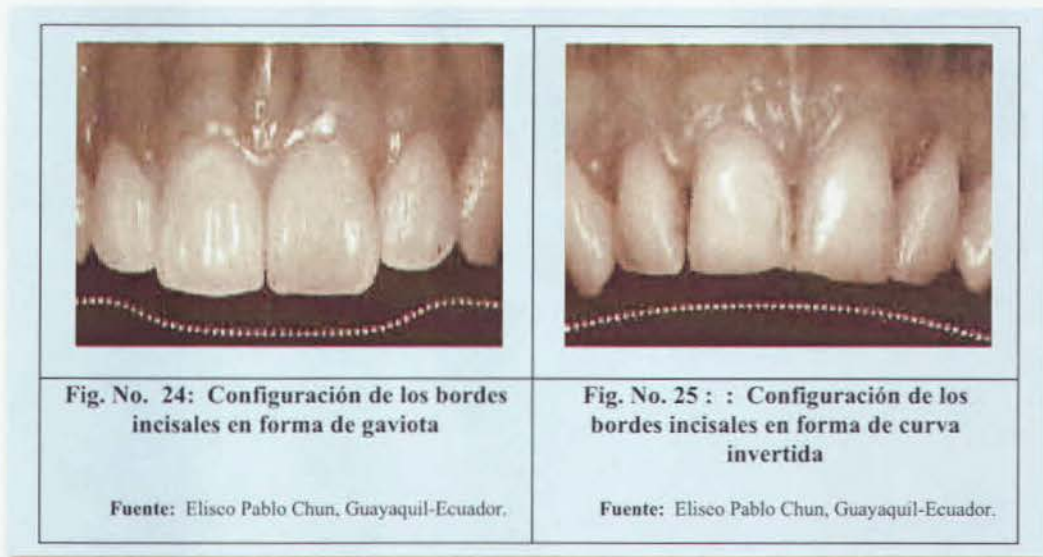 Fig. No. 24: Configuración de los bordes
incisales en forma de gaviota
Fuente: Eliseo Pablo Chun, Guayaquil-Ecuador.
Fig. No. 25 : : Configuración de los
bordes incisales en forma de curva
invertida
Fuente: Eliseo Pablo Chun, Guayaquil-Ecuador.